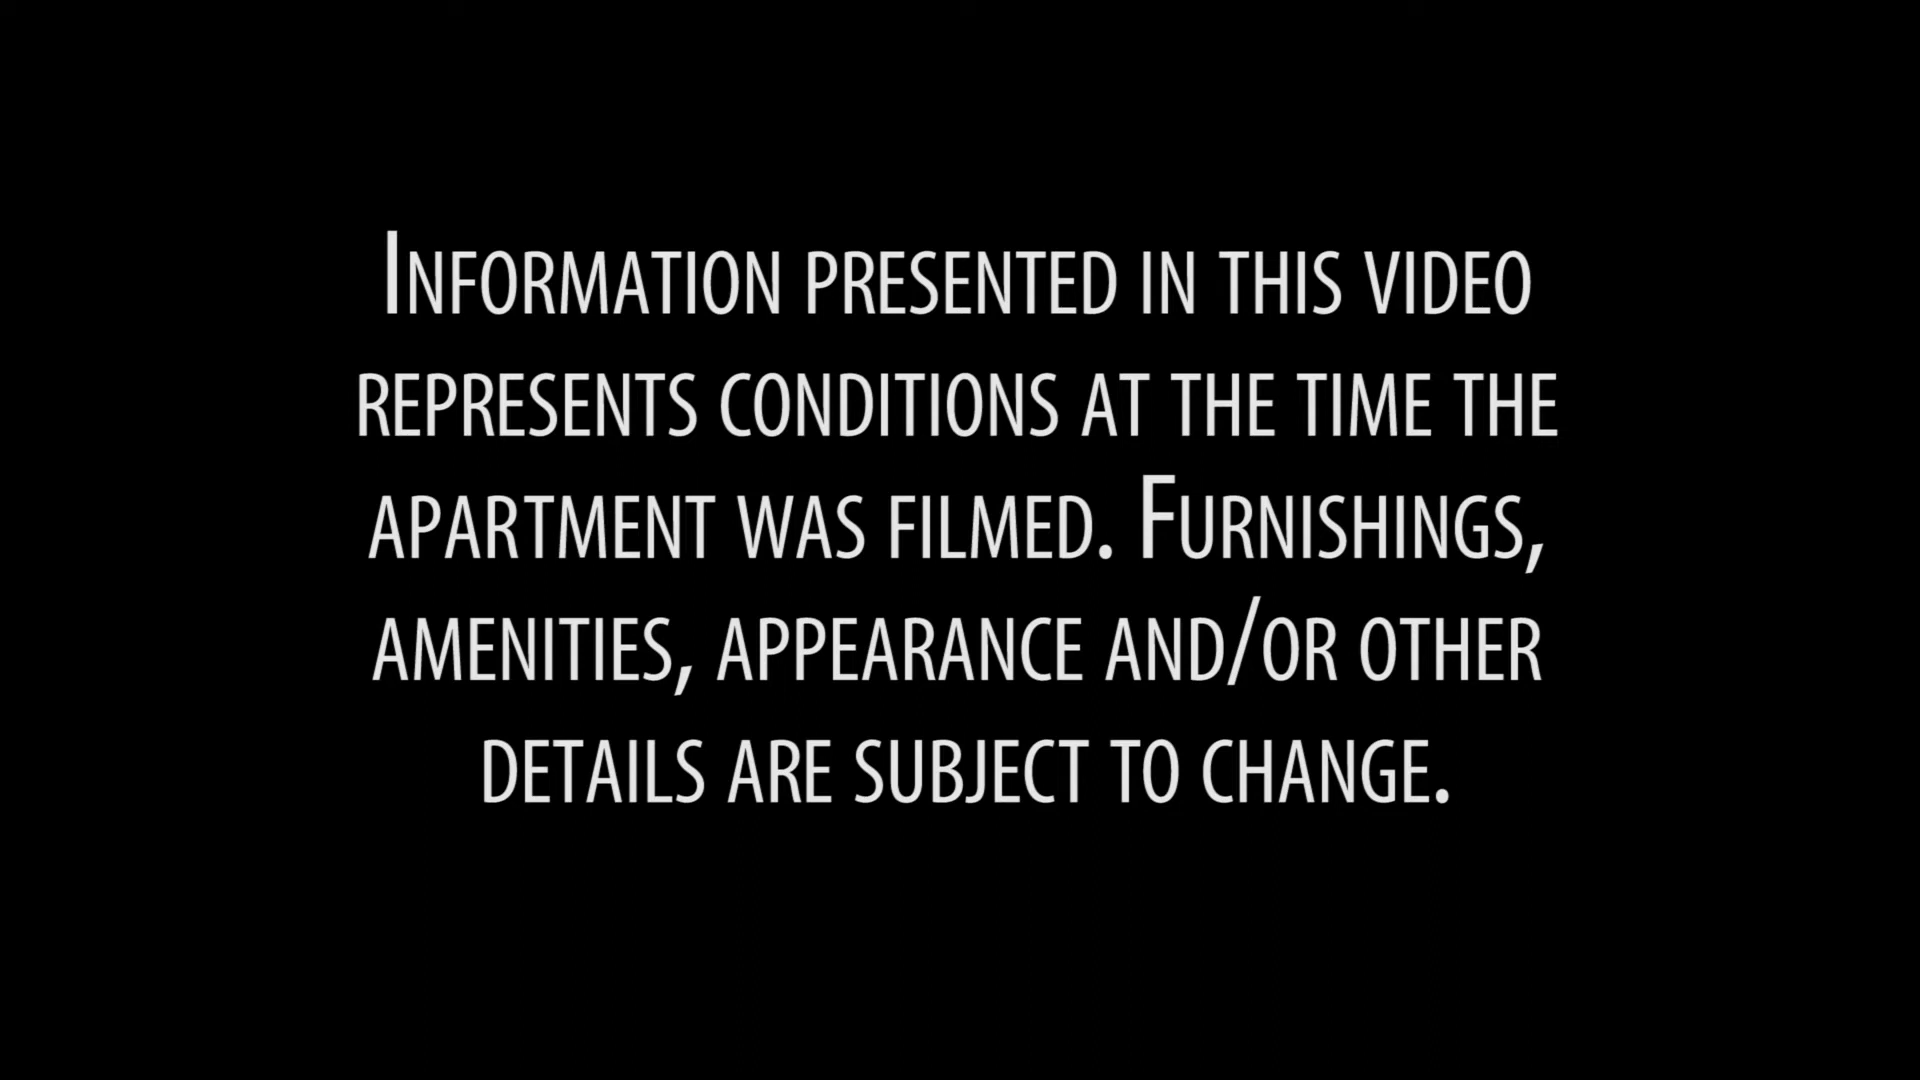 Information presented in this video
represents conditions at the time the
apartment was filmed. Furnishings,
amenities, appearance and/or other
details are subject to change.